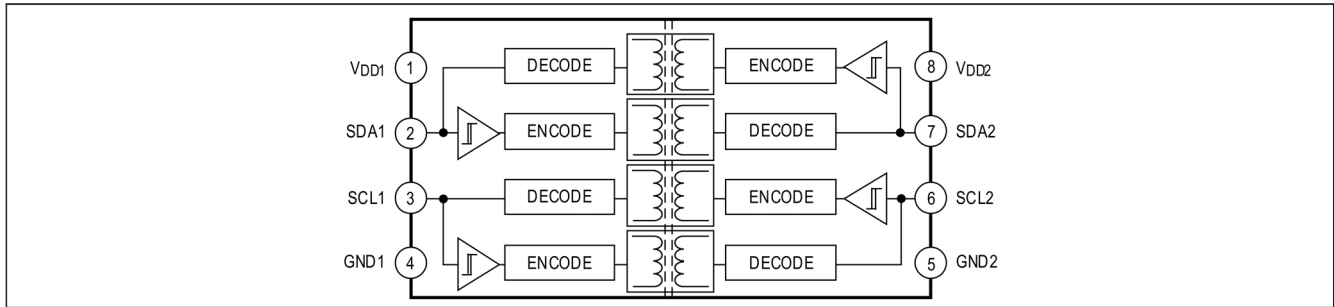 VDD1 1 DECODE ENCODE 8 VDD2
SDA1 2 ENCODE DECODE 7 SDA2
SCL1 3 DECODE ENCODE 6 SCL2
GND1 4 ENCODE DECODE 5 GND2